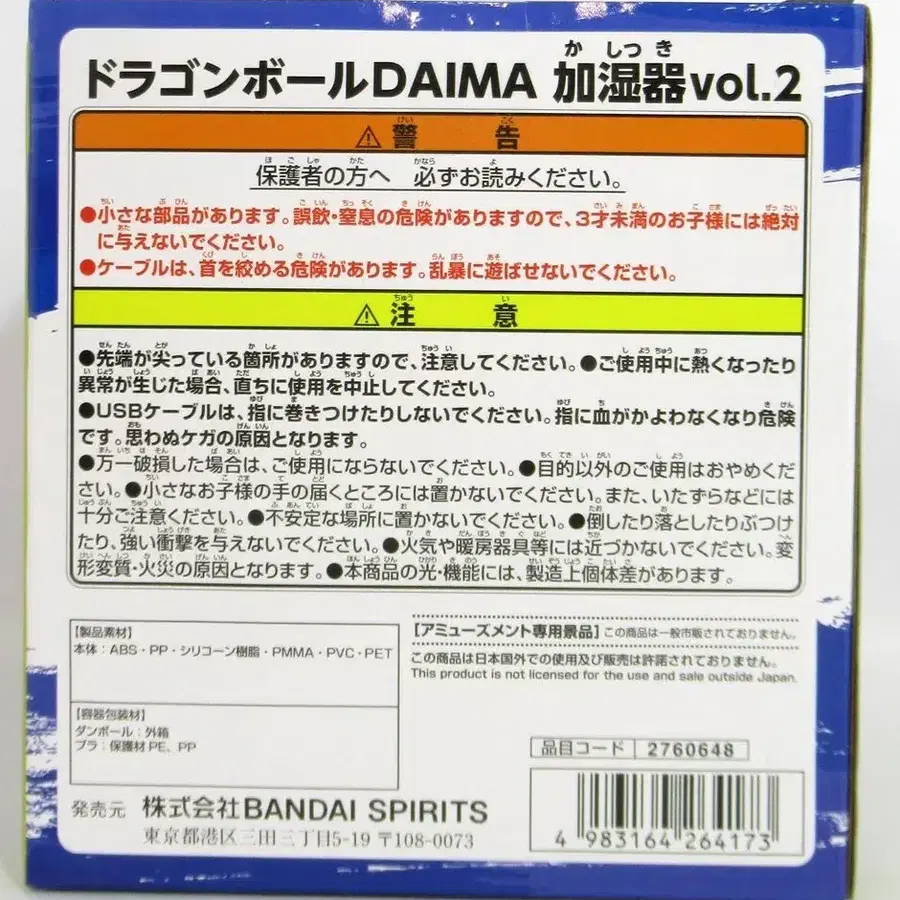 ドラゴンボールDAIMA 加湿器vol.2
⚠警告
保護者の方へ 必ずお読みください。
●小さな部品があります。誤飲・窒息の危険がありますので、3才未満のお子様には絶対
に与えないでください。
●ケーブルは、首を絞める危険があります。乱暴に遊ばせないでください。
⚠注意
●先端が尖っている箇所がありますので、注意してください。●ご使用中に熱くなったり
異常が生じた場合、直ちに使用を中止してください。
●USBケーブルは、指に巻きつけたりしないでください。指に血がかよわなくなり危険
です。思わぬケガの原因となります。
●万一破損した場合は、ご使用にならないでください。●目的以外のご使用はおやめくだ
さい。●小さなお子様の手の届くところには置かないでください。また、いたずらなどには
十分ご注意ください。●不安定な場所に置かないでください。●倒したり落としたりぶつけ
たり、強い衝撃を与えないでください。●火気や暖房器具等には近づかないでください。変
形変質・火災の原因となります。●本商品の光・機能には、製造上個体差があります。
【製品素材】
本体：ABS・PP・シリコーン樹脂・PMMA・PVC・PET
【容器包装材】
ダンボール：外箱
プラ：保護材PE、PP
発売元 株式会社BANDAI SPIRITS
東京都港区三田三丁目5-19 〒108-0073
【アミューズメント専用景品】この商品は一般市販されておりません。
この商品は日本国外での使用及び販売は許諾されておりません。
This product is not licensed for the use and sale outside Japan.
品目コード 2760648
4 983164 264173